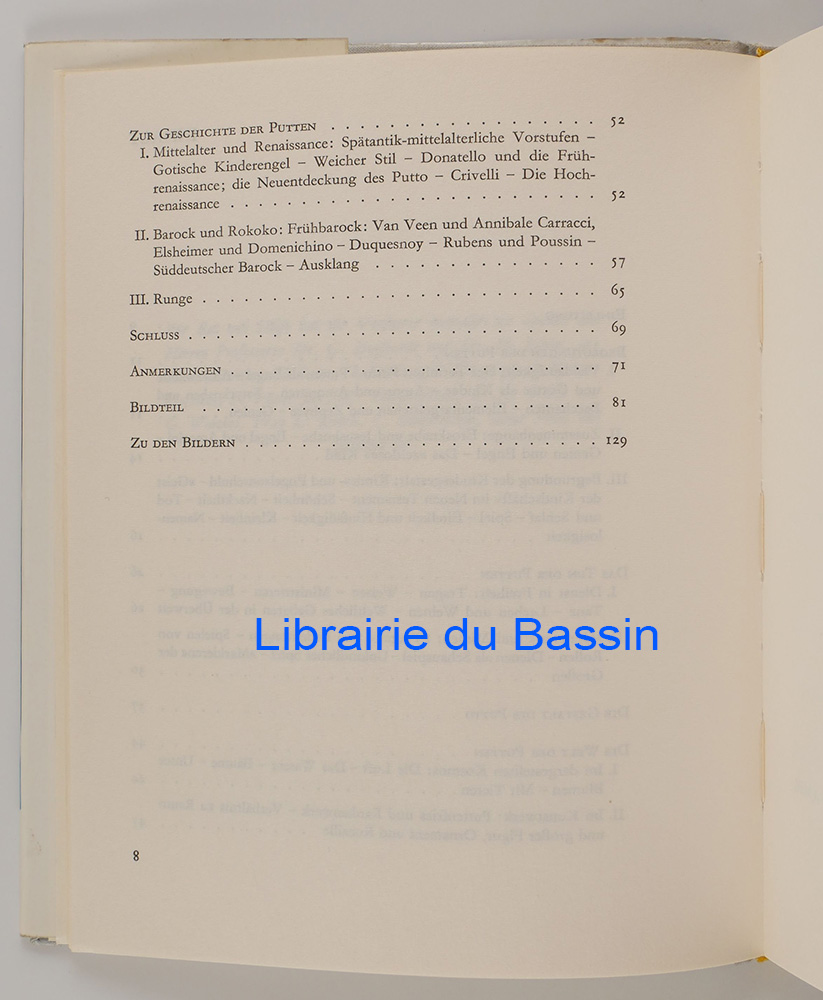 ZUR GESCHICHTE DER PUTTEN . . . . . . . . . . . . . . . . . . 52
I. Mittelalter und Renaissance: Spätantik-mittelalterliche Vorstufen –
Gotische Kinderengel – Weicher Stil – Donatello und die Früh-
renaissance; die Neuentdeckung des Putto – Crivelli – Die Hoch-
renaissance . . . . . . . . . . . . . . . . . . . . . . . . . . 52
II. Barock und Rokoko: Frühbarock: Van Veen und Annibale Carracci,
Elsheimer und Domenichino – Duquesnoy – Rubens und Poussin –
Süddeutscher Barock – Ausklang . . . . . . . . . . . . . . . . 57
III. Runge . . . . . . . . . . . . . . . . . . . . . . . . . . . . 65
SCHLUSS . . . . . . . . . . . . . . . . . . . . . . . . . . . . . 69
ANMERKUNGEN . . . . . . . . . . . . . . . . . . . . . . . . . . 71
BILDTEIL . . . . . . . . . . . . . . . . . . . . . . . . . . . . 81
ZU DEN BILDERN . . . . . . . . . . . . . . . . . . . . . . . . . 129
Librairie du Bassin
8